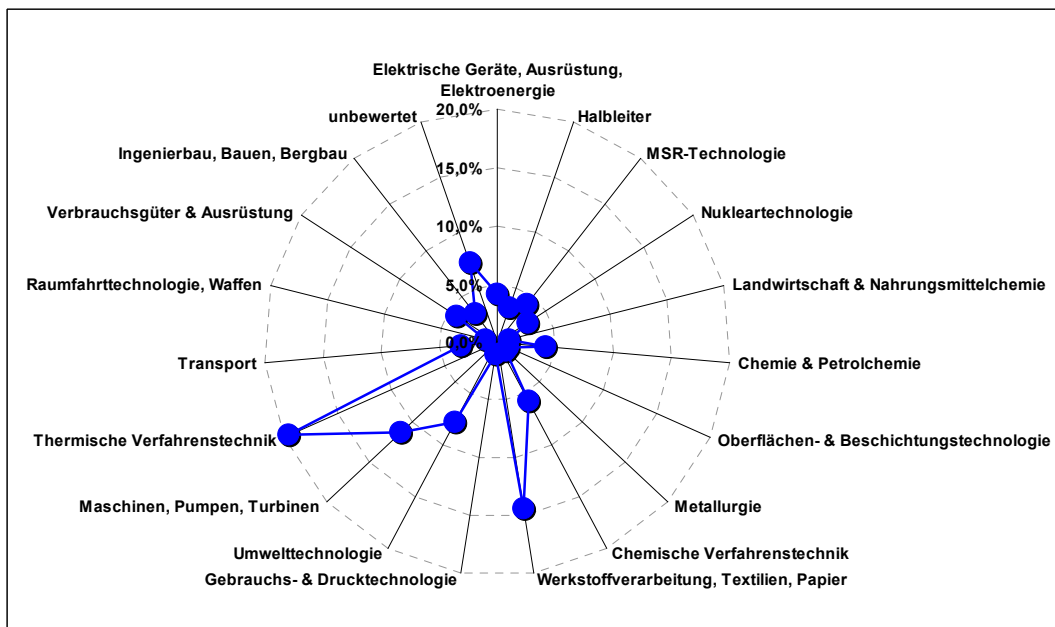 Elektrische Geräte, Ausrüstung,
Elektroenergie
20,0%
unbewertet
Halbleiter
Ingenierbau, Bauen, Bergbau
MSR-Technologie
15,0%
Verbrauchsgüter & Ausrüstung
Nukleartechnologie
10,0%
Raumfahrttechnologie, Waffen
Landwirtschaft & Nahrungsmittelchemie
5,0%
0,0%
Transport
Chemie & Petrolchemie
Thermische Verfahrenstechnik
Oberflächen- & Beschichtungstechnologie
Maschinen, Pumpen, Turbinen
Metallurgie
Umwelttechnologie
Chemische Verfahrenstechnik
Gebrauchs- & Drucktechnologie
Werkstoffverarbeitung, Textilien, Papier